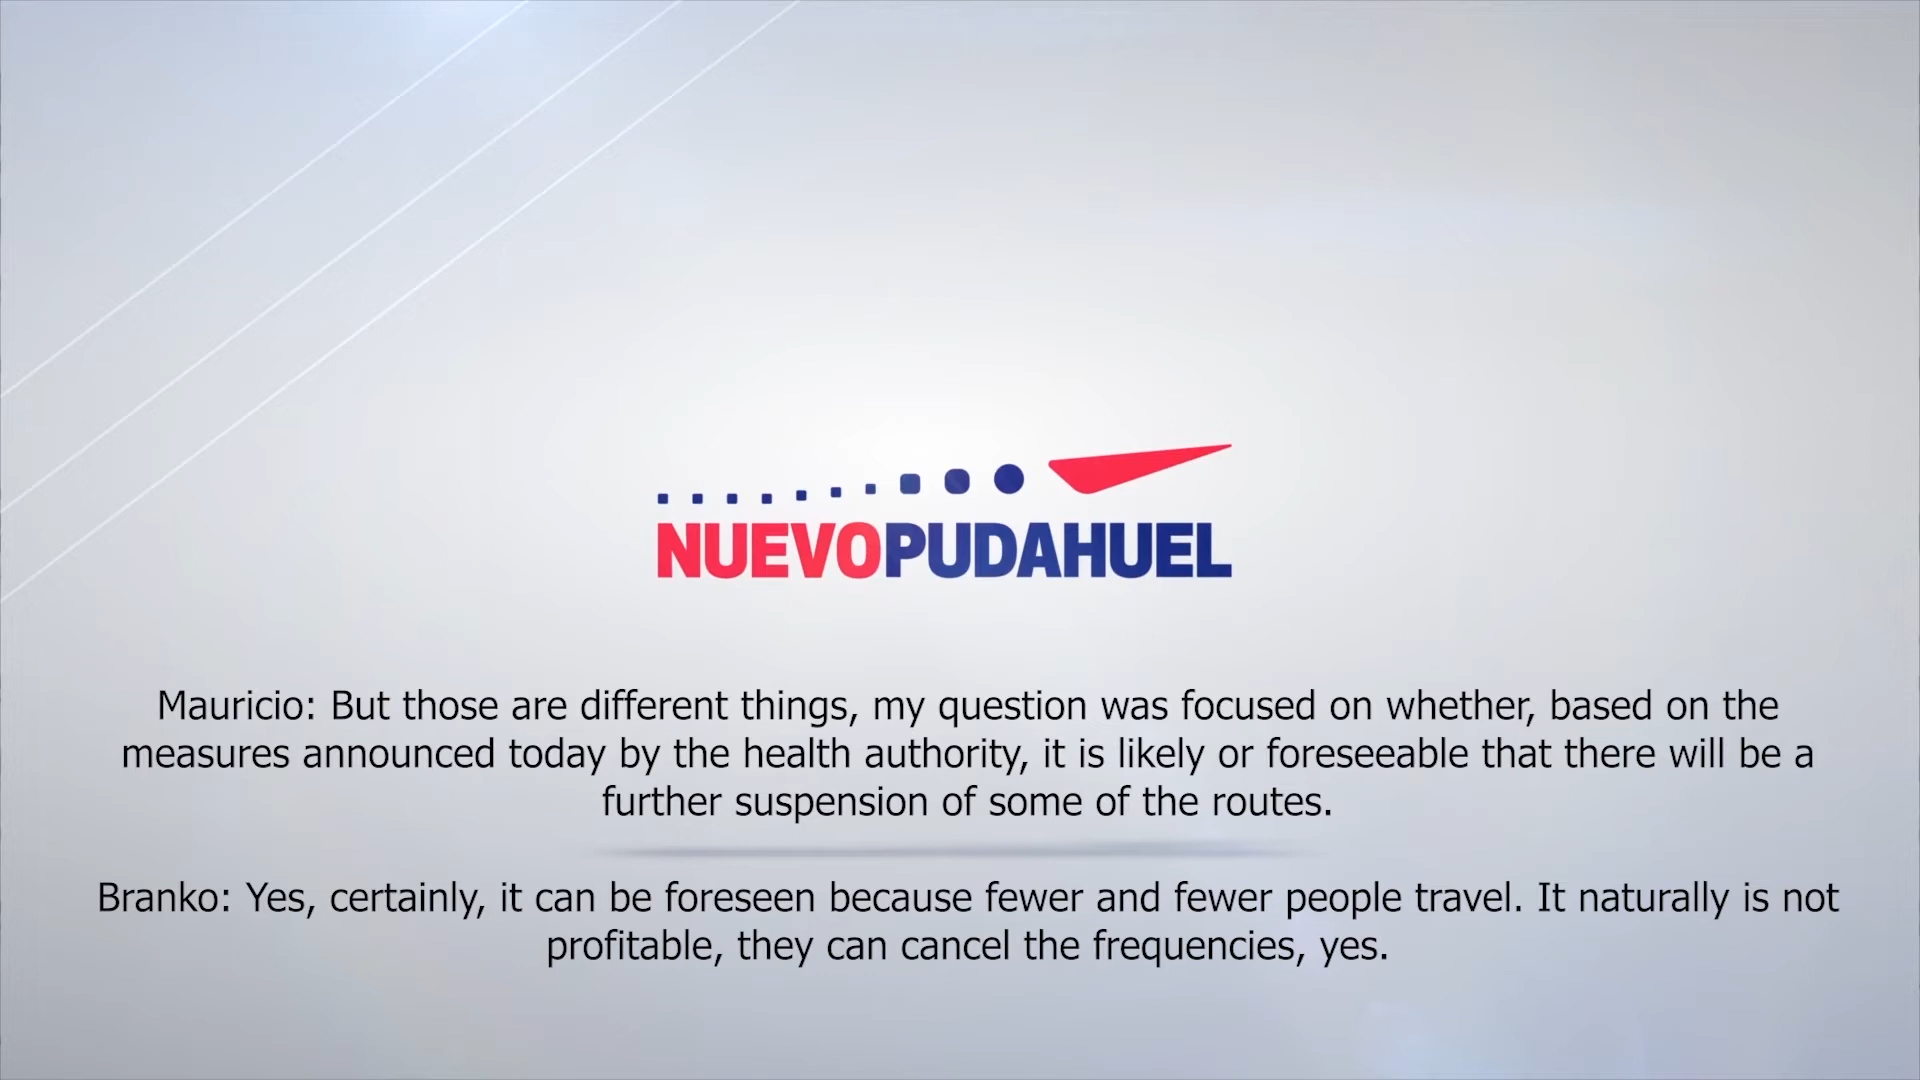 NUEVOPUDAHUEL
Mauricio: But those are different things, my question was focused on whether, based on the
measures announced today by the health authority, it is likely or foreseeable that there will be a
further suspension of some of the routes.
Branko: Yes, certainly, it can be foreseen because fewer and fewer people travel. It naturally is not
profitable, they can cancel the frequencies, yes.